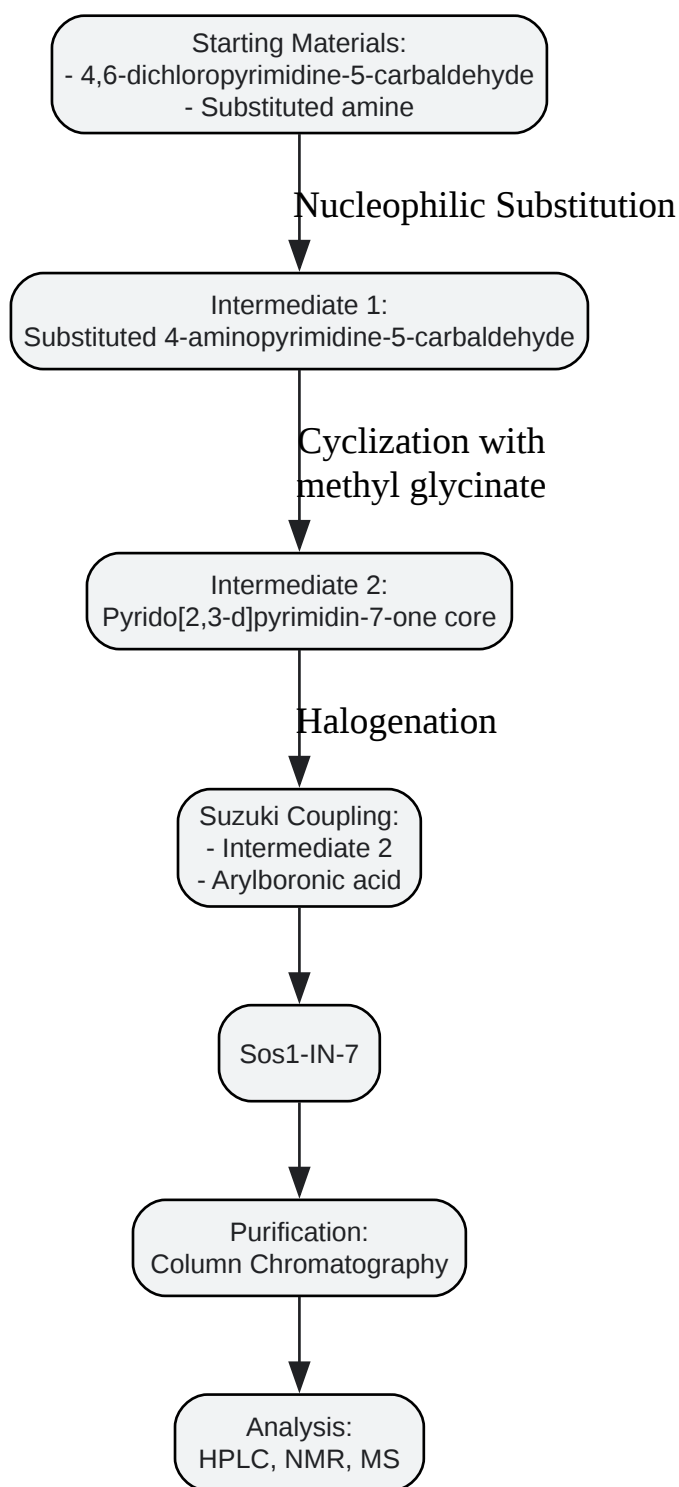 Starting Materials:
- 4,6-dichloropyrimidine-5-carbaldehyde
- Substituted amine
Nucleophilic Substitution
Intermediate 1:
Substituted 4-aminopyrimidine-5-carbaldehyde
Cyclization with
methyl glycinate
Intermediate 2:
Pyrido[2,3-d]pyrimidin-7-one core
Halogenation
Suzuki Coupling:
- Intermediate 2
- Arylboronic acid
Sos1-IN-7
Purification:
Column Chromatography
Analysis:
HPLC, NMR, MS